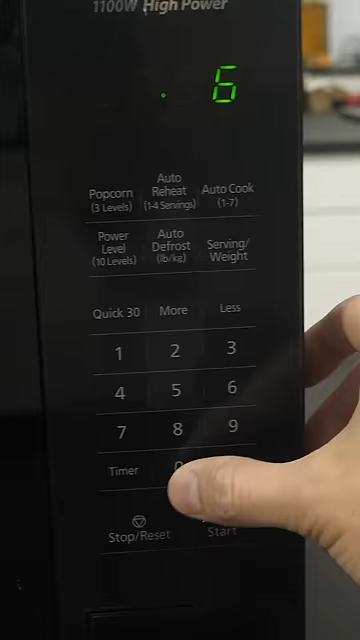 1100W High Power
. 6
Popcorn
(3 Levels)
Auto
Reheat
(1-4 Servings)
Auto Cook
(1-7)
Power
Level
(10 Levels)
Auto
Defrost
(lb/kg)
Serving/
Weight
Quick 30 More Less
1 2 3
4 5 6
7 8 9
Timer 0
Stop/Reset Start